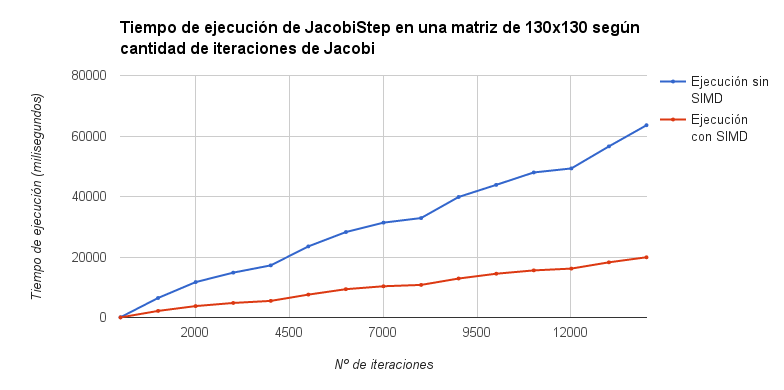 Tiempo de ejecución de JacobiStep en una matriz de 130x130 según
cantidad de iteraciones de Jacobi
80000
60000
40000
20000
0
Tiempo de ejecución (milisegundos)
2000
4500
7000
9500
12000
Nº de iteraciones
Ejecución sin
SIMD
Ejecución
con SIMD